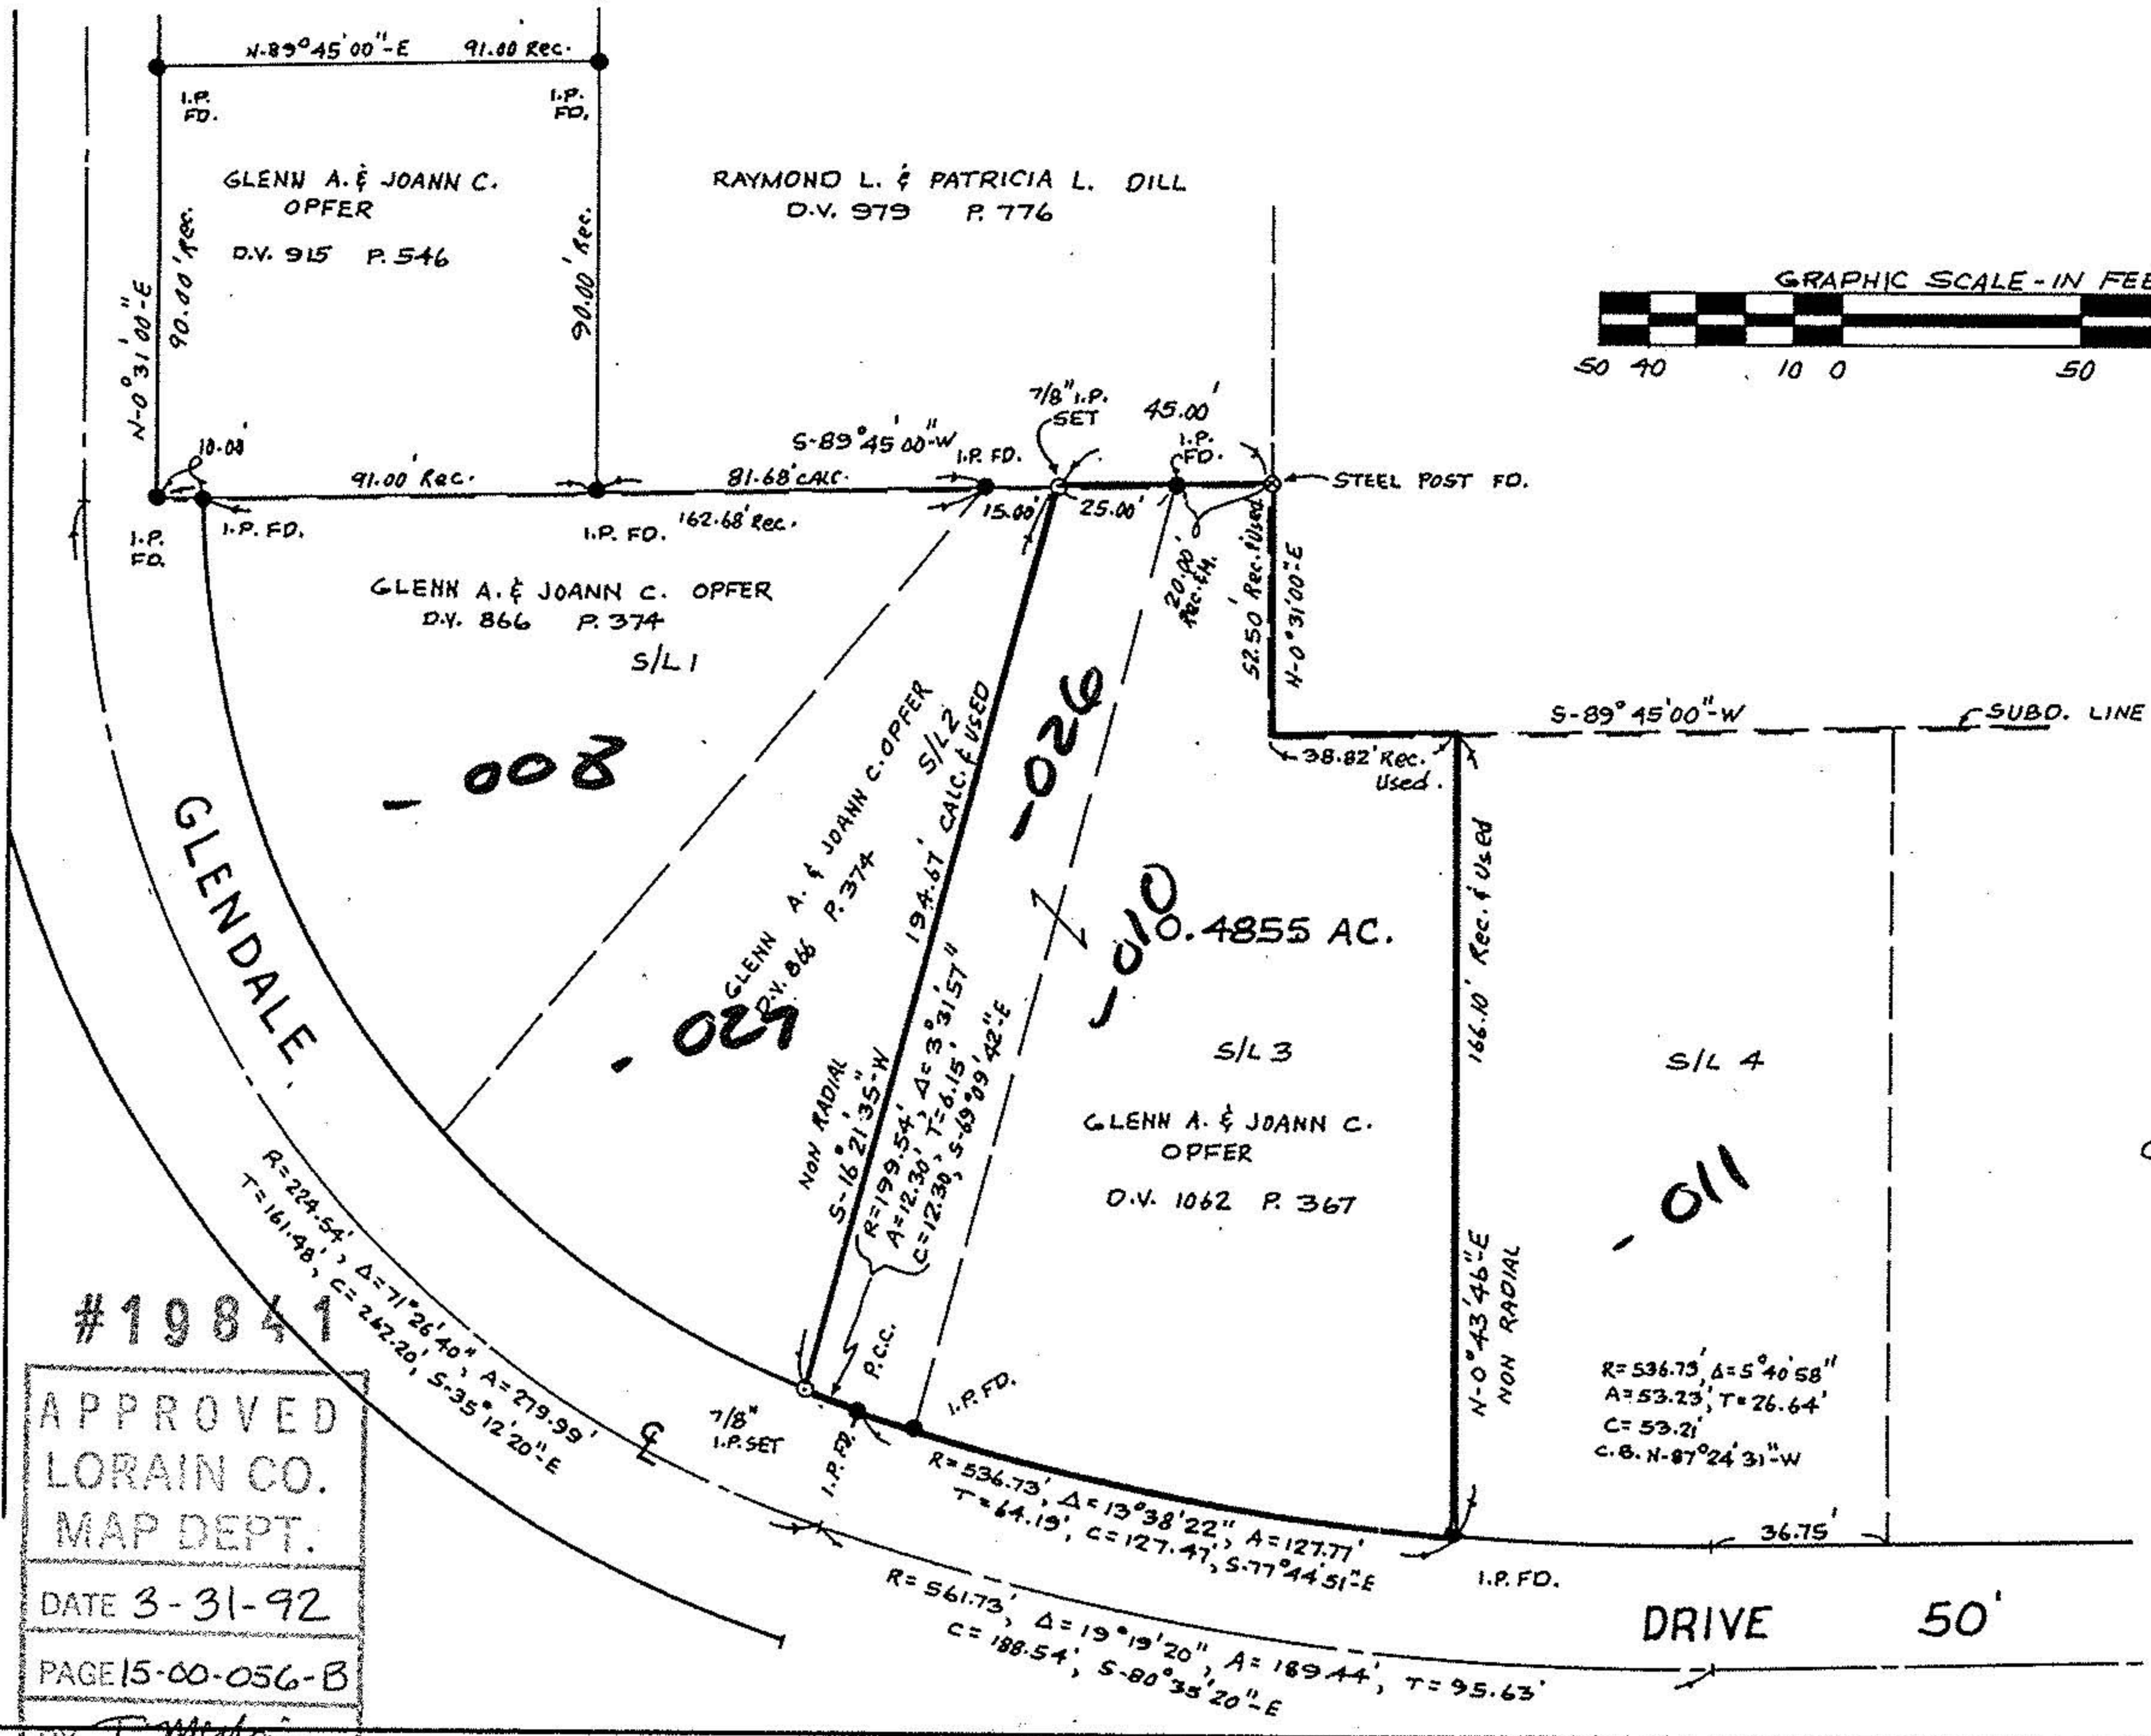 N-89°45'00"-E 91.00 Rec.
I.P.
FD.
I.P.
FD.
GLENN A. & JOANN C.
OPFER
D.V. 915 P. 546
N-0°31'00"-E
90.00' Rec.
90.00' Rec.
RAYMOND L. & PATRICIA L. DILL
D.V. 979 P. 776
GRAPHIC SCALE - IN FEE
50 40 10 0 50
10.00'
91.00' Rec.
S-89°45'00"-W
81.68' CALC.
162.68' Rec.
I.P. FD.
7/8" I.P.
SET
45.00'
I.P.
FD.
STEEL POST FD.
15.00'
25.00'
20.00'
Rec. & M.
52.50' Rec. & Used
N-0°31'00"-E
I.P.
FD.
I.P. FD.
I.P. FD.
GLENN A. & JOANN C. OPFER
D.V. 866 P. 374
S/L 1
- 008
GLENN A. & JOANN C. OPFER
D.V. 866 P. 374
S/L 2
194.67' CALC. & USED
-026
- 027
-010
0.4855 AC.
S-89°45'00"-W
SUBD. LINE
38.82' Rec.
Used.
166.10' Rec. & Used
N-0°43'46"-E
NON RADIAL
NON RADIAL
S-16°21'35"-W
R=199.54', Δ=3°31'57"
A=12.30', T=6.15'
C=12.30, S-69°09'42"-E
S/L 3
GLENN A. & JOANN C.
OPFER
D.V. 1062 P. 367
S/L 4
- 011
R=536.73', Δ=5°40'58"
A=53.23', T=26.64'
C=53.21'
C.B. N-87°24'31"-W
36.75'
GLENDALE
R=224.54', Δ=71°26'40", A=279.99'
T=161.48', C=262.20', S-35°12'20"-E
℄
7/8"
I.P. SET
I.P. FD.
P.C.C.
I.P. FD.
R=536.73', Δ=13°38'22", A=127.77'
T=64.19', C=127.47', S-77°44'51"-E
I.P. FD.
R=561.73', Δ=19°19'20", A=189.44', T=95.63'
C=188.54', S-80°35'20"-E
DRIVE 50'
#19841
APPROVED
LORAIN CO.
MAP DEPT.
DATE 3-31-92
PAGE 15-00-056-B